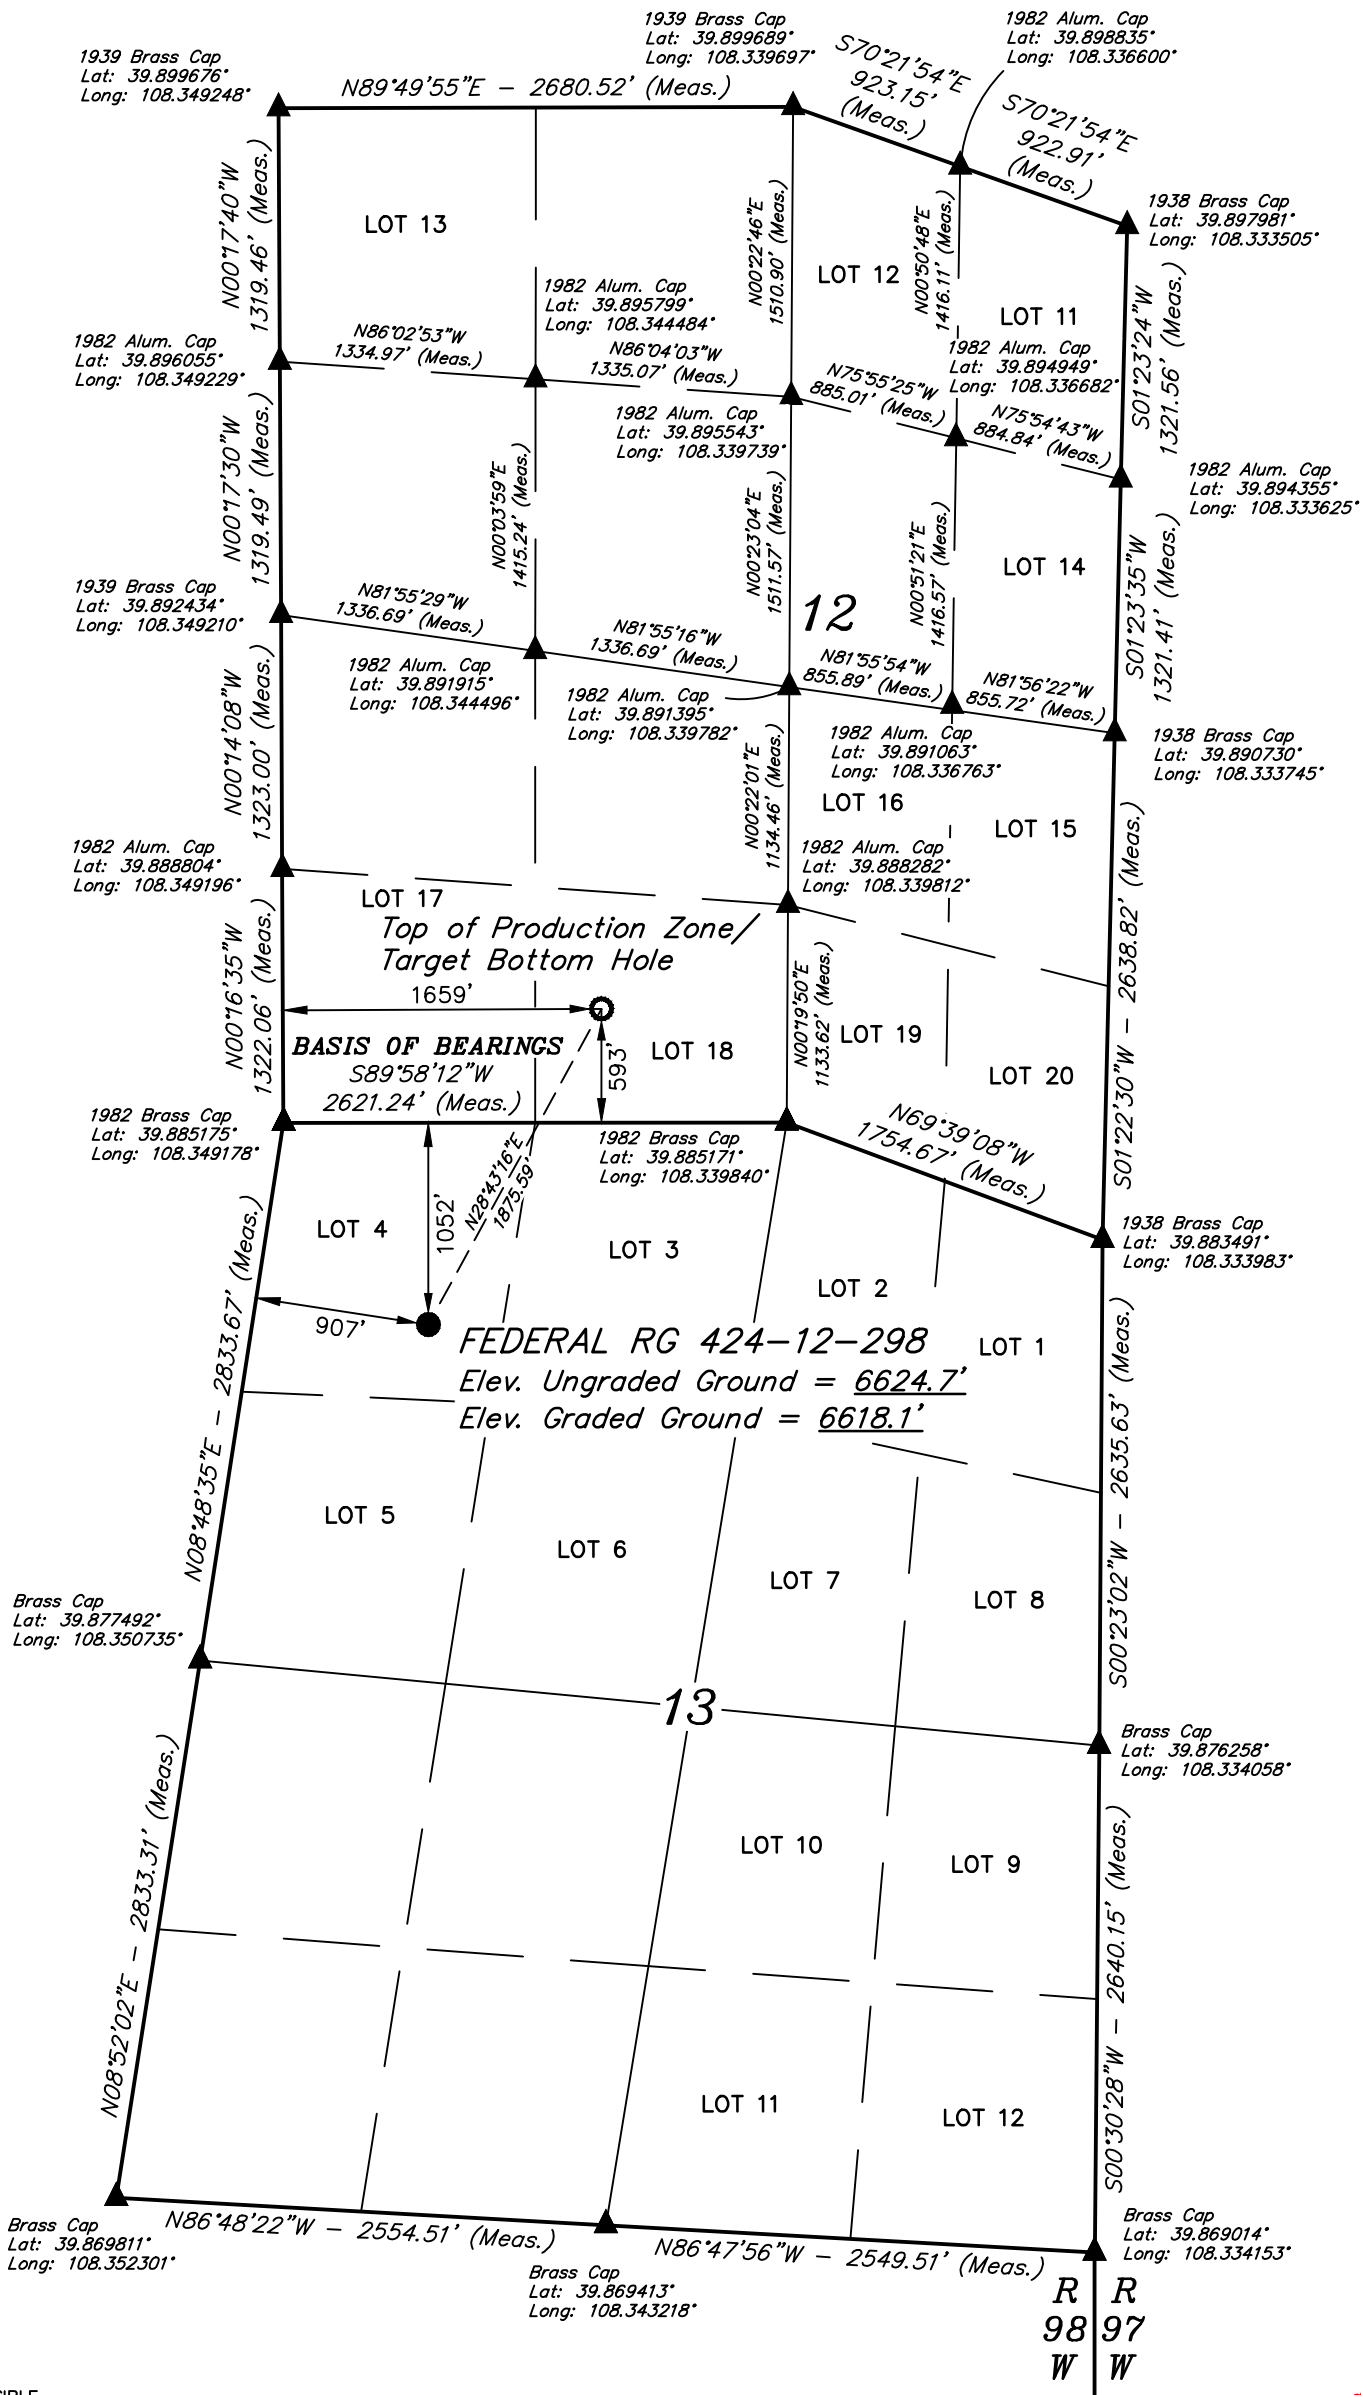 1939 Brass Cap
Lat: 39.899676°
Long: 108.349248°
N89°49'55"E - 2680.52' (Meas.)
1939 Brass Cap
Lat: 39.899689°
Long: 108.339697°
S70°21'54"E
923.15'
(Meas.)
1982 Alum. Cap
Lat: 39.898835°
Long: 108.336600°
S70°21'54"E
922.91'
(Meas.)
1938 Brass Cap
Lat: 39.897981°
Long: 108.333505°
N00°17'40"W
1319.46' (Meas.)
LOT 13
N00°22'46"E
1510.90' (Meas.)
LOT 12
N00°50'48"E
1416.11' (Meas.)
LOT 11
S01°23'24"W
1321.56' (Meas.)
1982 Alum. Cap
Lat: 39.896055°
Long: 108.349229°
N86°02'53"W
1334.97' (Meas.)
1982 Alum. Cap
Lat: 39.895799°
Long: 108.344484°
N86°04'03"W
1335.07' (Meas.)
1982 Alum. Cap
Lat: 39.895543°
Long: 108.339739°
N75°55'25"W
885.01' (Meas.)
1982 Alum. Cap
Lat: 39.894949°
Long: 108.336682°
N75°54'43"W
884.84' (Meas.)
1982 Alum. Cap
Lat: 39.894355°
Long: 108.333625°
N00°17'30"W
1319.49' (Meas.)
N00°03'59"E
1415.24' (Meas.)
N00°23'04"E
1511.57' (Meas.)
12
N00°51'21"E
1416.57' (Meas.)
LOT 14
S01°23'35"W
1321.41' (Meas.)
1939 Brass Cap
Lat: 39.892434°
Long: 108.349210°
N81°55'29"W
1336.69' (Meas.)
1982 Alum. Cap
Lat: 39.891915°
Long: 108.344496°
N81°55'16"W
1336.69' (Meas.)
1982 Alum. Cap
Lat: 39.891395°
Long: 108.339782°
N81°55'54"W
855.89' (Meas.)
1982 Alum. Cap
Lat: 39.891063°
Long: 108.336763°
N81°56'22"W
855.72' (Meas.)
1938 Brass Cap
Lat: 39.890730°
Long: 108.333745°
N00°14'08"W
1323.00' (Meas.)
N00°22'01"E
1134.46' (Meas.)
LOT 16
LOT 15
S01°22'30"W - 2638.82' (Meas.)
1982 Alum. Cap
Lat: 39.888804°
Long: 108.349196°
1982 Alum. Cap
Lat: 39.888282°
Long: 108.339812°
LOT 17
Top of Production Zone/
Target Bottom Hole
1659'
N00°16'35"W
1322.06' (Meas.)
BASIS OF BEARINGS
S89°58'12"W
2621.24' (Meas.)
593'
LOT 18
N00°19'50"E
1133.62' (Meas.)
LOT 19
LOT 20
1982 Brass Cap
Lat: 39.885175°
Long: 108.349178°
1982 Brass Cap
Lat: 39.885171°
Long: 108.339840°
N69°39'08"W
1754.67' (Meas.)
1938 Brass Cap
Lat: 39.883491°
Long: 108.333983°
N08°48'35"E - 2833.67' (Meas.)
LOT 4
1052'
N28°43'16"E
1875.59'
LOT 3
LOT 2
LOT 1
907'
FEDERAL RG 424-12-298
Elev. Ungraded Ground = 6624.7'
Elev. Graded Ground = 6618.1'
S00°23'02"W - 2635.63' (Meas.)
LOT 5
LOT 6
LOT 7
LOT 8
Brass Cap
Lat: 39.877492°
Long: 108.350735°
13
Brass Cap
Lat: 39.876258°
Long: 108.334058°
N08°52'02"E - 2833.31' (Meas.)
LOT 10
LOT 9
S00°30'28"W - 2640.15' (Meas.)
LOT 11
LOT 12
Brass Cap
Lat: 39.869811°
Long: 108.352301°
N86°48'22"W - 2554.51' (Meas.)
Brass Cap
Lat: 39.869413°
Long: 108.343218°
N86°47'56"W - 2549.51' (Meas.)
Brass Cap
Lat: 39.869014°
Long: 108.334153°
R R
98 97
W W